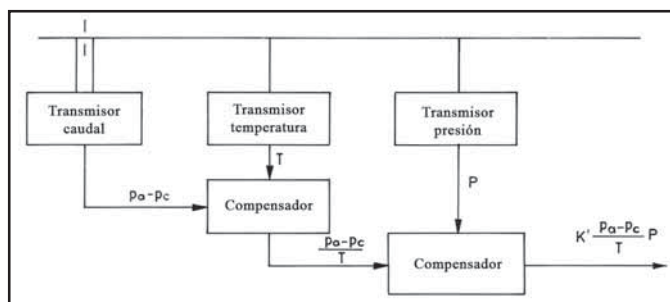 Transmisor
caudal
Transmisor
temperatura
Transmisor
presión
T
P
pa-pc
Compensador
pa-pc
T
Compensador
K' pa-pc
T
P